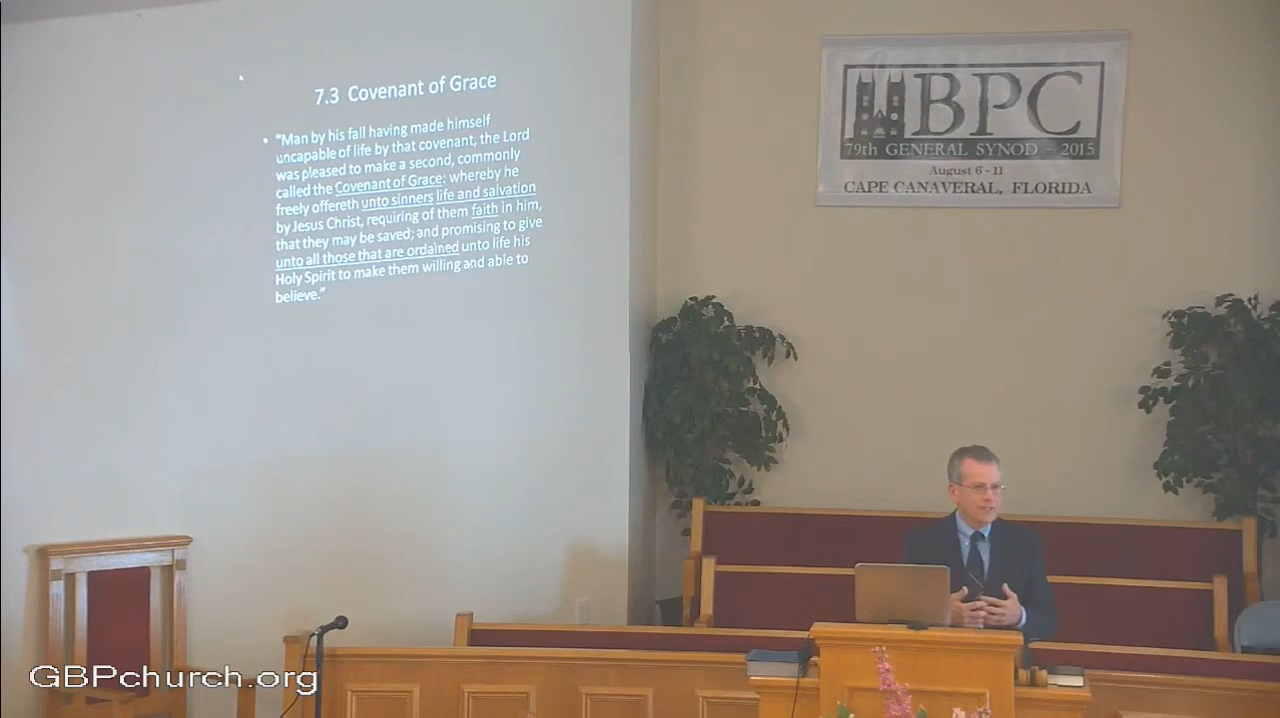 7.3 Covenant of Grace
• "Man by his fall having made himself
uncapable of life by that covenant, the Lord
was pleased to make a second, commonly
called the Covenant of Grace: whereby he
freely offereth unto sinners life and salvation
by Jesus Christ, requiring of them faith in him,
that they may be saved; and promising to give
unto all those that are ordained unto life his
Holy Spirit to make them willing and able to
believe."
BPC
79th GENERAL SYNOD - 2015
August 6 - 11
CAPE CANAVERAL, FLORIDA
GBPchurch.org